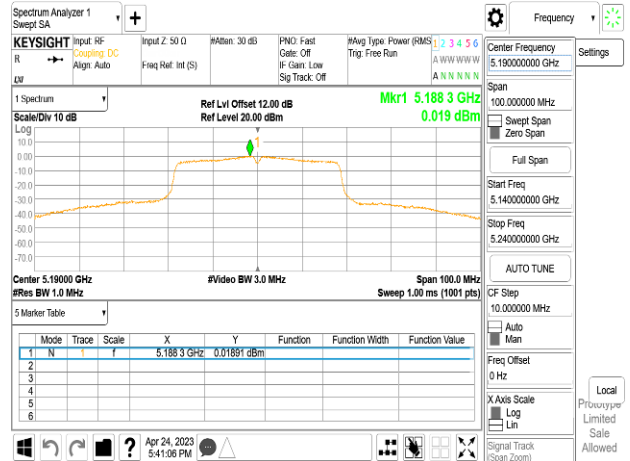 Spectrum Analyzer 1
Swept SA
KEYSIGHT
R
Input: RF
Coupling: DC
Align: Auto
Input Z: 50 Ω
Freq Ref: Int (S)
#Atten: 30 dB
PNO: Fast
Gate: Off
IF Gain: Low
Sig Track: Off
#Avg Type: Power (RMS
Trig: Free Run
1 2 3 4 5 6
A W W W W W
A N N N N N
1 Spectrum
Scale/Div 10 dB
Log
Ref Lvl Offset 12.00 dB
Ref Level 20.00 dBm
Mkr1 5.188 3 GHz
0.019 dBm
1
10.0
0.00
-10.0
-20.0
-30.0
-40.0
-50.0
-60.0
-70.0
Center 5.19000 GHz
#Video BW 3.0 MHz
Span 100.0 MHz
#Res BW 1.0 MHz
Sweep 1.00 ms (1001 pts)
5 Marker Table
Mode Trace Scale X Y Function Function Width Function Value
1 N 1 f 5.188 3 GHz 0.01891 dBm
2
3
4
5
6
Apr 24, 2023
5:41:06 PM
Frequency
Settings
Center Frequency
5.190000000 GHz
Span
100.000000 MHz
Swept Span
Zero Span
Full Span
Start Freq
5.140000000 GHz
Stop Freq
5.240000000 GHz
AUTO TUNE
CF Step
10.000000 MHz
Auto
Man
Freq Offset
0 Hz
X Axis Scale
Log
Lin
Signal Track
(Span Zoom)
Local
Prototype
Limited
Sale
Allowed